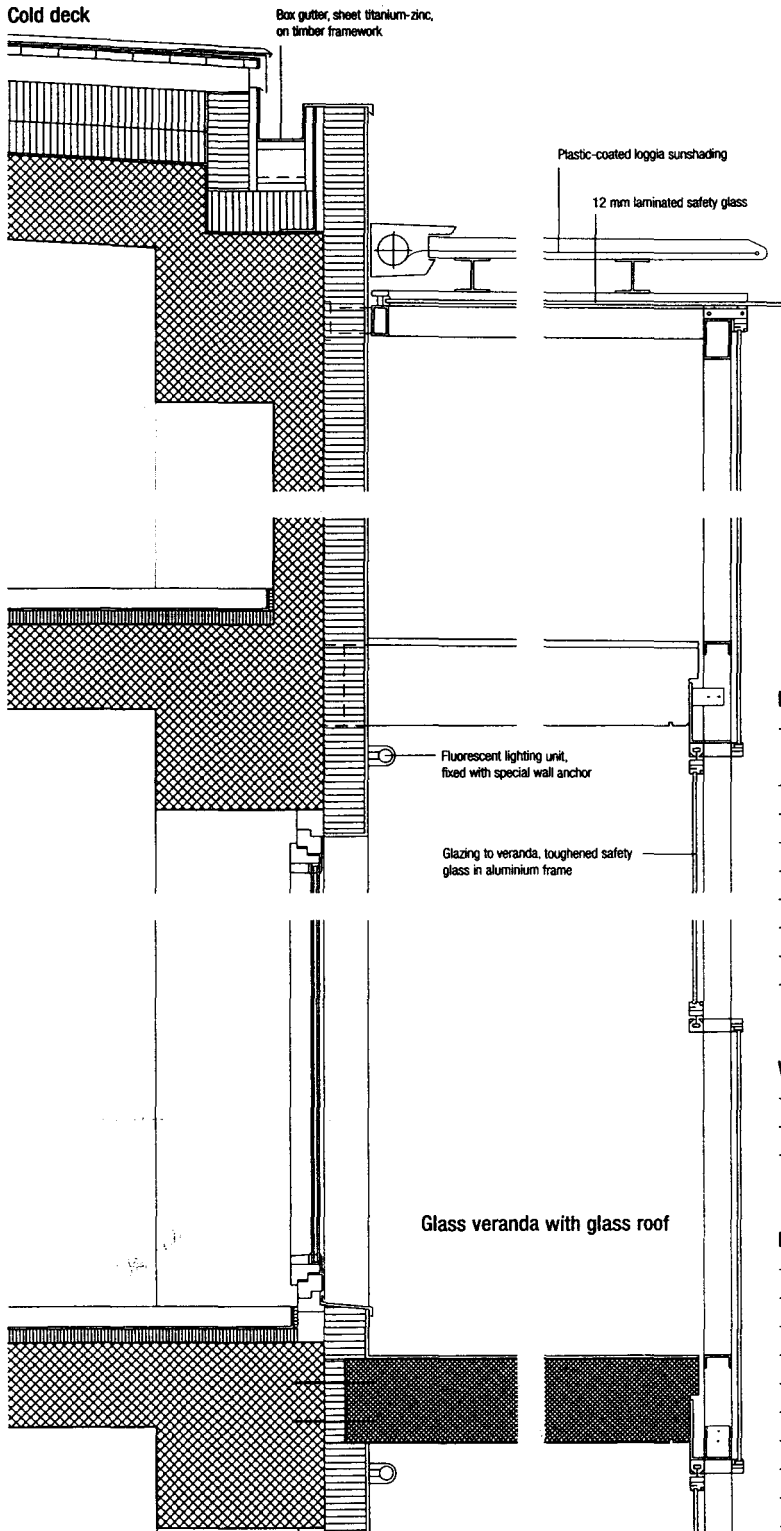 Cold deck
Box gutter, sheet titanium-zinc,
on timber framework
Plastic-coated loggia sunshading
12 mm laminated safety glass
Fluorescent lighting unit,
fixed with special wall anchor
Glazing to veranda, toughened safety
glass in aluminium frame
Glass veranda with glass roof